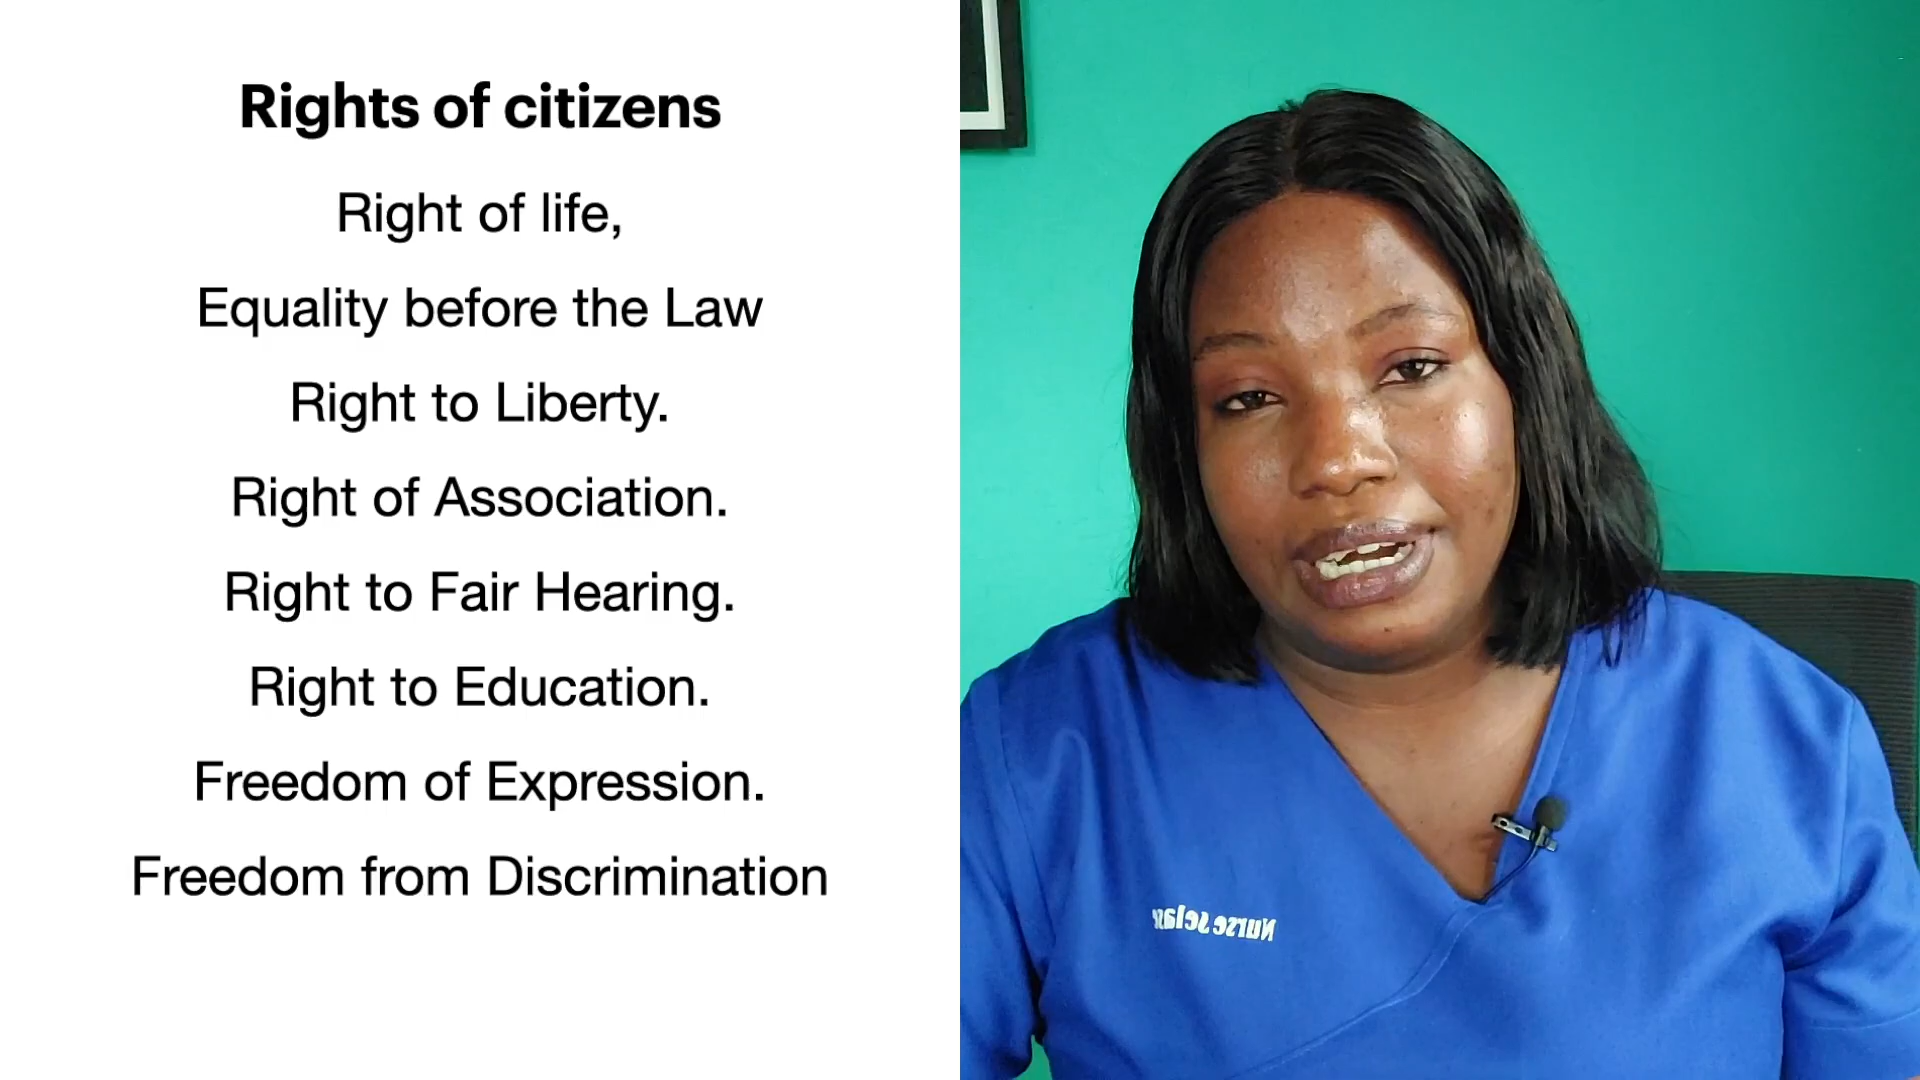 Rights of citizens
Right of life,
Equality before the Law
Right to Liberty.
Right of Association.
Right to Fair Hearing.
Right to Education.
Freedom of Expression.
Freedom from Discrimination
Nurse